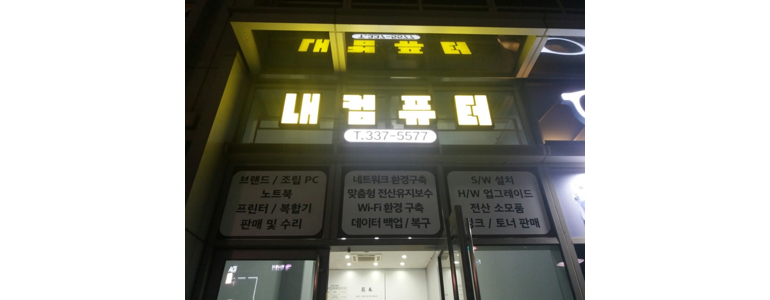 내컴퓨터
T.337-5577
브랜드 / 조립 PC
노트북
프린터 / 복합기
판매 및 수리
네트워크 환경구축
맞춤형 전산유지보수
Wi-Fi 환경 구축
데이터 백업 / 복구
S/W 설치
H/W 업그레이드
전산 소모품
크 / 토너 판매